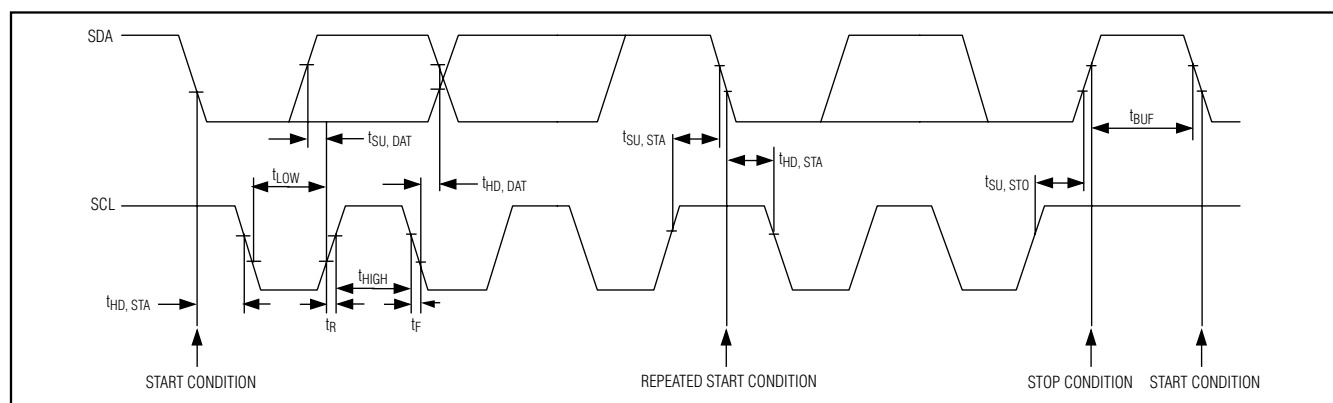 SDA
tSU, DAT
tSU, STA
tBUF
tHD, STA
tLOW
tHD, DAT
tSU, STO
SCL
tHIGH
tHD, STA
tR
tF
START CONDITION
REPEATED START CONDITION
STOP CONDITION
START CONDITION